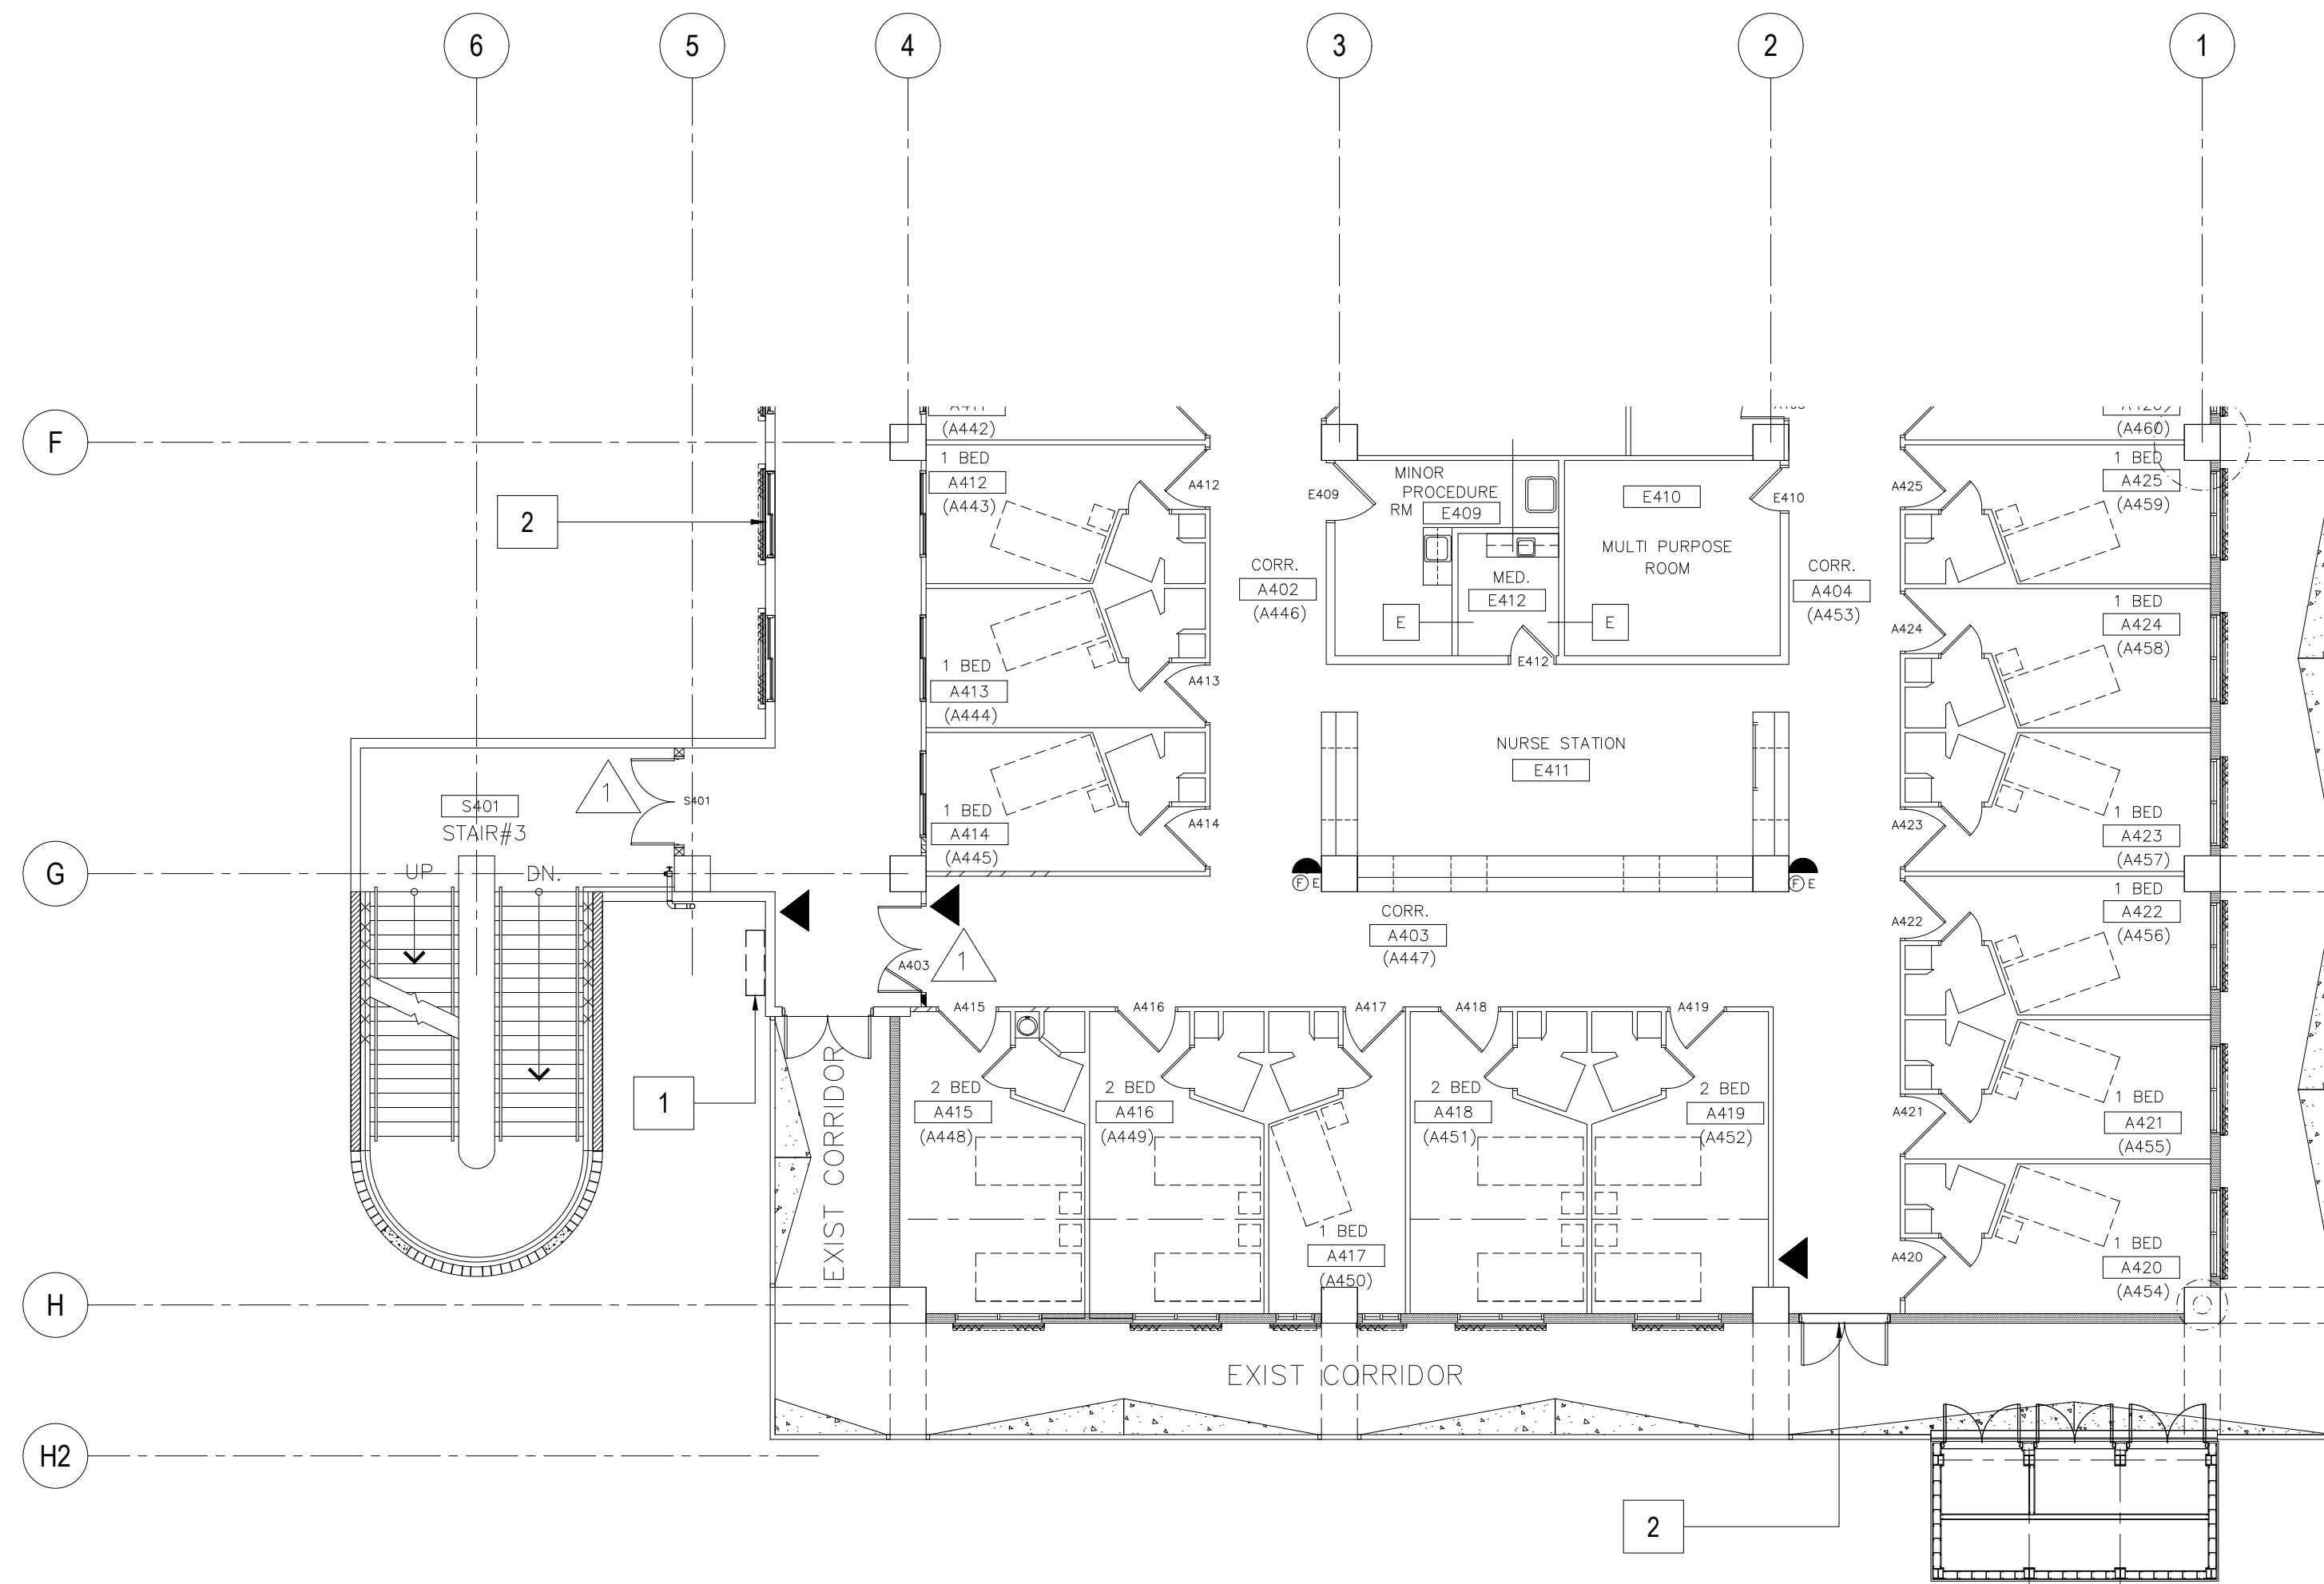 6 5 4 3 2 1
F
(A442)
(A460)
1 BED
A412
(A443)
A412
E409
MINOR
PROCEDURE
RM E409
E410
E410
MULTI PURPOSE
ROOM
A425
1 BED
A425
(A459)
2
CORR.
A402
(A446)
MED.
E412
E
E
E412
CORR.
A404
(A453)
A424
1 BED
A424
(A458)
1 BED
A413
(A444)
A413
NURSE STATION
E411
1
S401
S401
STAIR#3
1 BED
A414
(A445)
A414
A423
1 BED
A423
(A457)
G
UP
DN.
F E
F E
CORR.
A403
(A447)
A422
1 BED
A422
(A456)
A403
1
A415
A416
A417
A418
A419
1
EXIST CORRIDOR
2 BED
A415
(A448)
2 BED
A416
(A449)
2 BED
A418
(A451)
2 BED
A419
(A452)
A421
1 BED
A421
(A455)
1 BED
A417
(A450)
A420
1 BED
A420
(A454)
H
EXIST CORRIDOR
H2
2